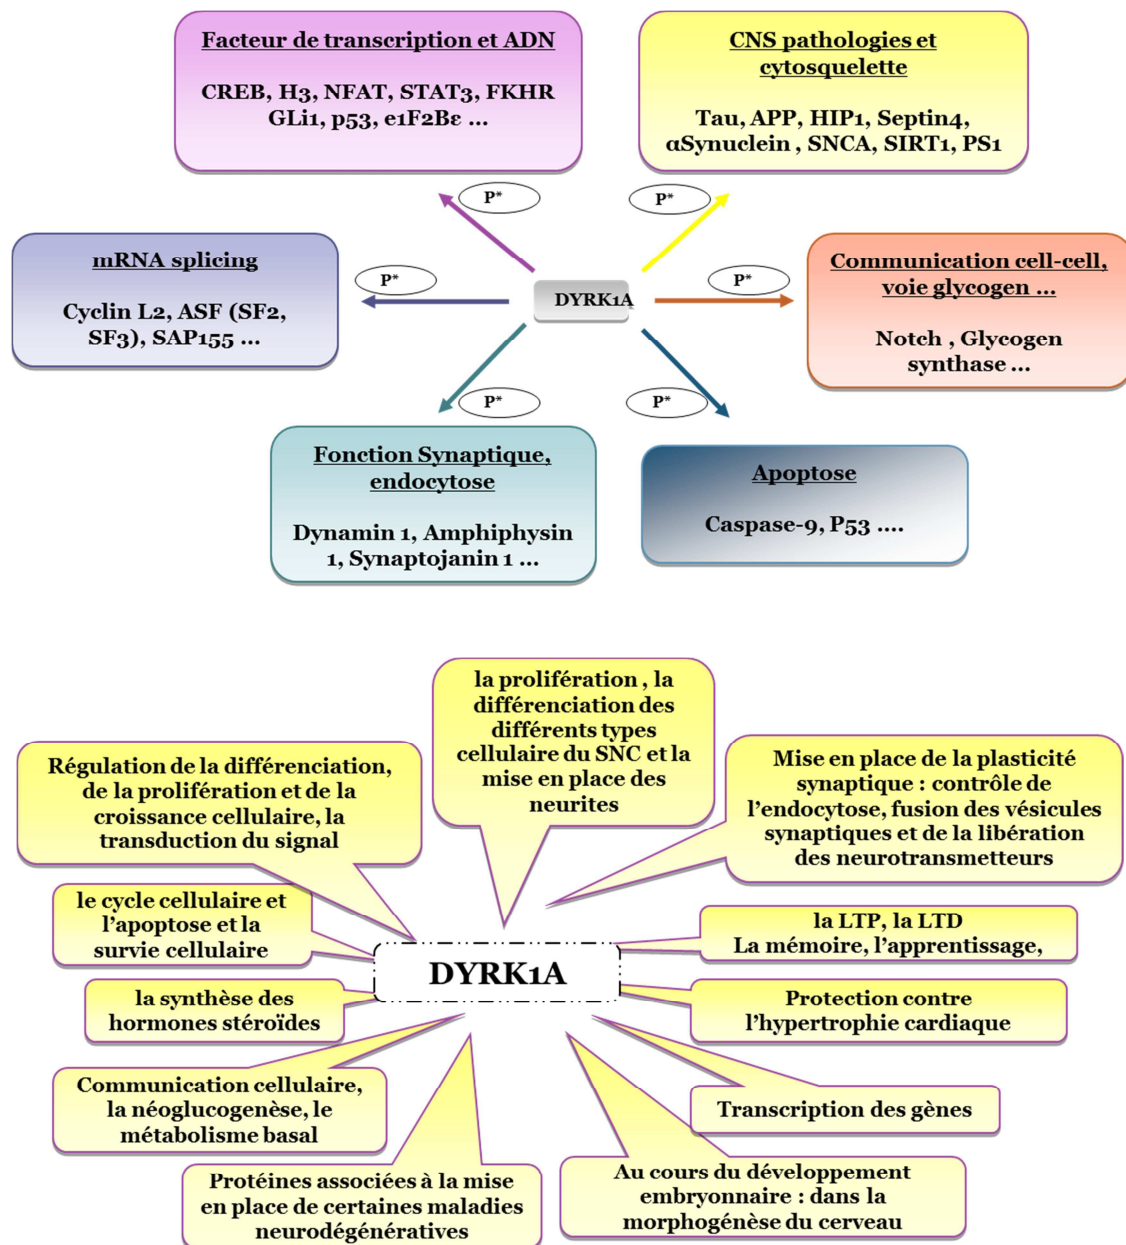 Facteur de transcription et ADN
CREB, H3, NFAT, STAT3, FKHR
GLi1, p53, e1F2Bε ...
CNS pathologies et
cytosquelette
Tau, APP, HIP1, Septin4,
αSynuclein , SNCA, SIRT1, PS1
P*
P*
mRNA splicing
Cyclin L2, ASF (SF2,
SF3), SAP155 ...
P*
DYRK1A
P*
Communication cell-cell,
voie glycogen ...
Notch , Glycogen
synthase ...
P*
P*
Fonction Synaptique,
endocytose
Dynamin 1, Amphiphysin
1, Synaptojanin 1 ...
Apoptose
Caspase-9, P53 ....
la prolifération , la
différenciation des
différents types
cellulaire du SNC et la
mise en place des
neurites
Régulation de la différenciation,
de la prolifération et de la
croissance cellulaire, la
transduction du signal
Mise en place de la plasticité
synaptique : contrôle de
l'endocytose, fusion des vésicules
synaptiques et de la libération
des neurotransmetteurs
le cycle cellulaire et
l'apoptose et la
survie cellulaire
la LTP, la LTD
La mémoire, l'apprentissage,
DYRK1A
la synthèse des
hormones stéroïdes
Protection contre
l'hypertrophie cardiaque
Communication cellulaire,
la néoglucogenèse, le
métabolisme basal
Transcription des gènes
Protéines associées à la mise
en place de certaines maladies
neurodégénératives
Au cours du développement
embryonnaire : dans la
morphogénèse du cerveau